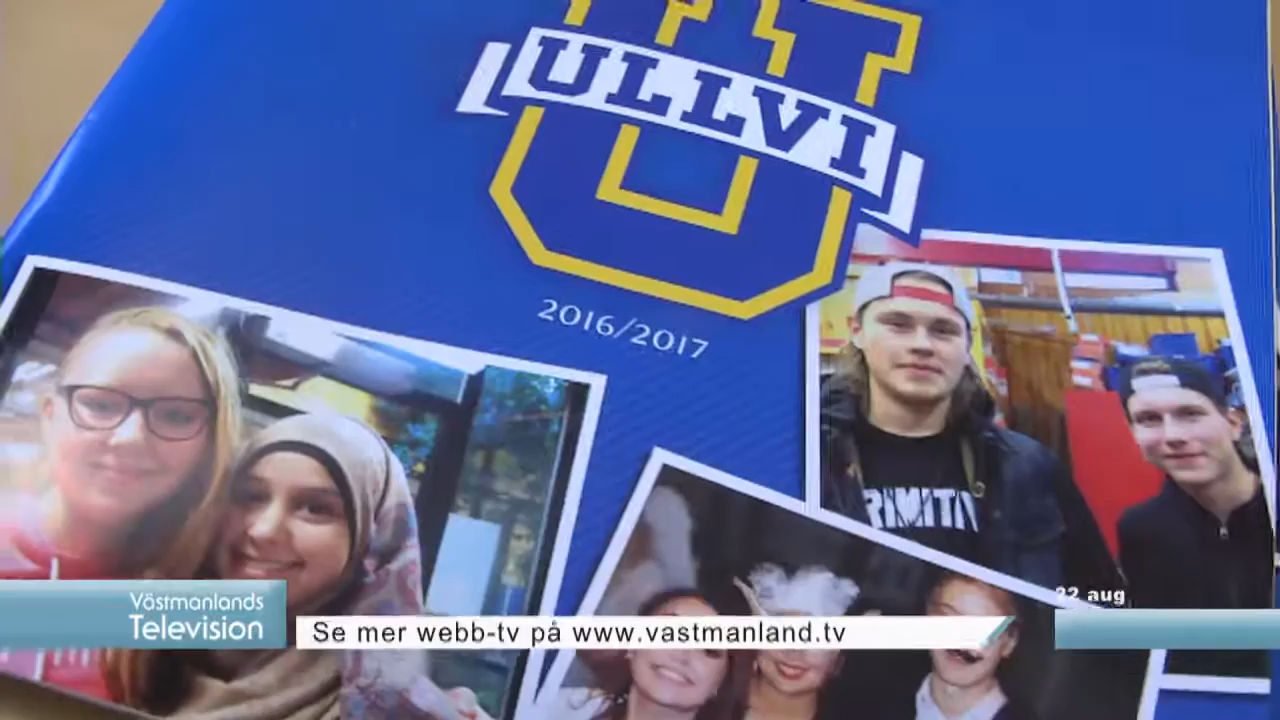 ULLVI
2016/2017
RIMITIV
22 aug
Västmanlands
Television
Se mer webb-tv på www.vastmanland.tv